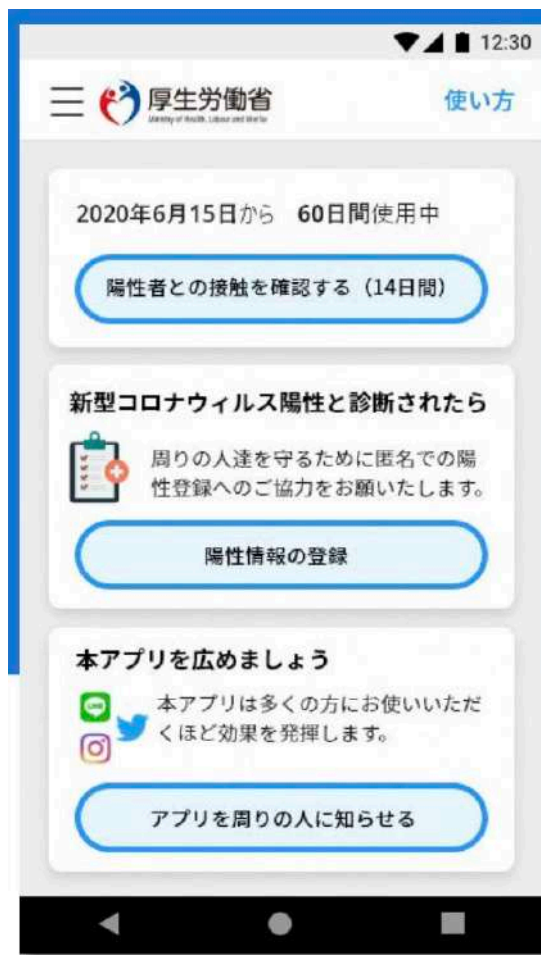 12:30
厚生労働省
Ministry of Health, Labour and Welfare
使い方
2020年6月15日から 60日間使用中
陽性者との接触を確認する（14日間）
新型コロナウィルス陽性と診断されたら
周りの人達を守るために匿名での陽
性登録へのご協力をお願いいたします。
陽性情報の登録
本アプリを広めましょう
LINE
本アプリは多くの方にお使いいただ
くほど効果を発揮します。
アプリを周りの人に知らせる